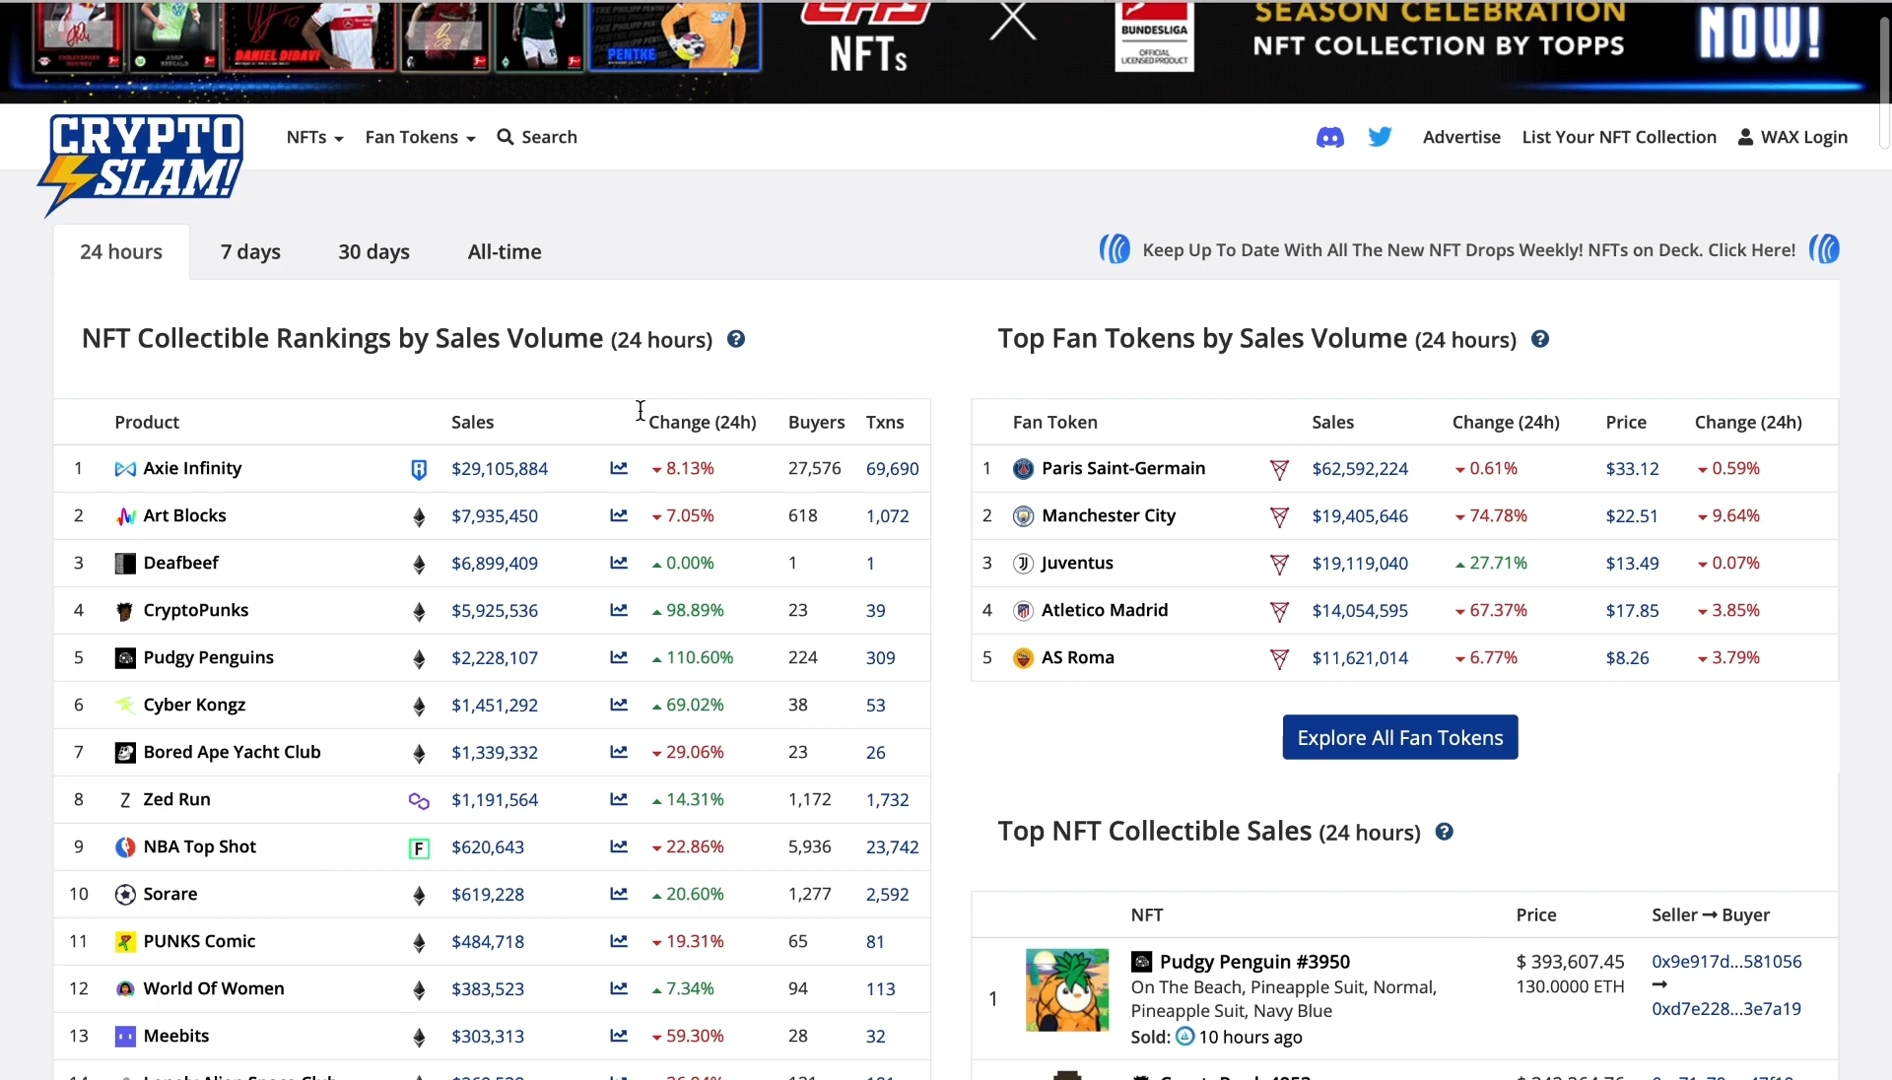 DANIEL DIDAVI
PENTKE
NFTs
BUNDESLIGA
OFFICIAL
LICENSED PRODUCT
SEASON CELEBRATION
NFT COLLECTION BY TOPPS
NOW!
CRYPTO
SLAM!
NFTs Fan Tokens Search
Advertise List Your NFT Collection WAX Login
24 hours 7 days 30 days All-time
Keep Up To Date With All The New NFT Drops Weekly! NFTs on Deck. Click Here!
NFT Collectible Rankings by Sales Volume (24 hours) ?
Product Sales Change (24h) Buyers Txns
1 Axie Infinity $29,105,884 8.13% 27,576 69,690
2 Art Blocks $7,935,450 7.05% 618 1,072
3 Deafbeef $6,899,409 0.00% 1 1
4 CryptoPunks $5,925,536 98.89% 23 39
5 Pudgy Penguins $2,228,107 110.60% 224 309
6 Cyber Kongz $1,451,292 69.02% 38 53
7 Bored Ape Yacht Club $1,339,332 29.06% 23 26
8 Zed Run $1,191,564 14.31% 1,172 1,732
9 NBA Top Shot F $620,643 22.86% 5,936 23,742
10 Sorare $619,228 20.60% 1,277 2,592
11 PUNKS Comic $484,718 19.31% 65 81
12 World Of Women $383,523 7.34% 94 113
13 Meebits $303,313 59.30% 28 32
Top Fan Tokens by Sales Volume (24 hours) ?
Fan Token Sales Change (24h) Price Change (24h)
1 Paris Saint-Germain $62,592,224 0.61% $33.12 0.59%
2 Manchester City $19,405,646 74.78% $22.51 9.64%
3 Juventus $19,119,040 27.71% $13.49 0.07%
4 Atletico Madrid $14,054,595 67.37% $17.85 3.85%
5 AS Roma $11,621,014 6.77% $8.26 3.79%
Explore All Fan Tokens
Top NFT Collectible Sales (24 hours) ?
NFT Price Seller → Buyer
1 Pudgy Penguin #3950 $ 393,607.45 0x9e917d...581056
On The Beach, Pineapple Suit, Normal, 130.0000 ETH →
Pineapple Suit, Navy Blue 0xd7e228...3e7a19
Sold: 10 hours ago